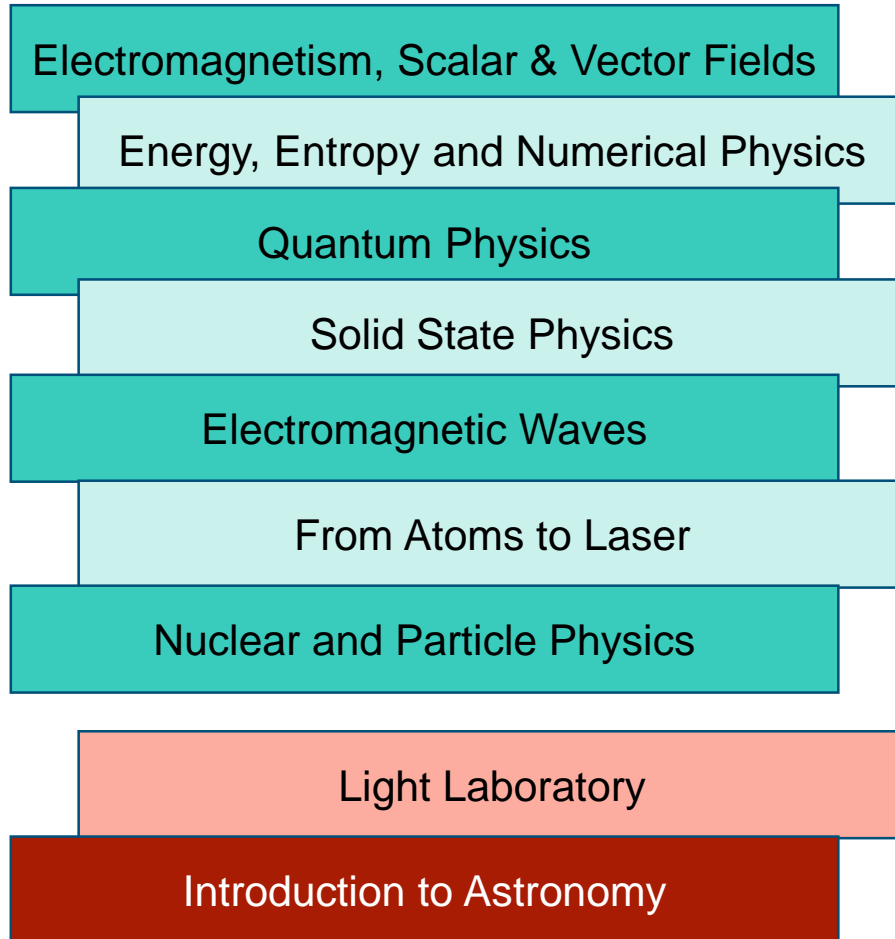 Electromagnetism, Scalar & Vector Fields
Energy, Entropy and Numerical Physics
Quantum Physics
Solid State Physics
Electromagnetic Waves
From Atoms to Laser
Nuclear and Particle Physics
Light Laboratory
Introduction to Astronomy